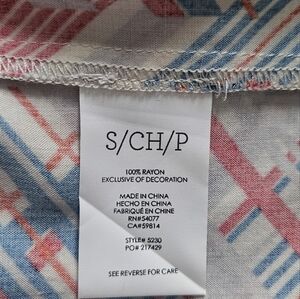 S/CH/P
100% RAYON
EXCLUSIVE OF DECORATION
MADE IN CHINA
HECHO EN CHINA
FABRIQUÉ EN CHINE
RN#54077
CA#59814
STYLE# 5230
PO# 217429
SEE REVERSE FOR CARE